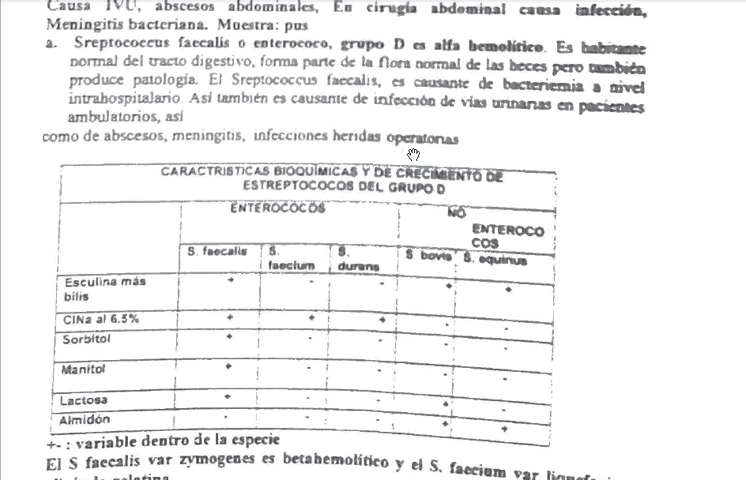 Causa IVU, abscesos abdominales, En cirugía abdominal causa infección,
Meningitis bacteriana. Muestra: pus
a. Sreptococcus faecalis o enterococo, grupo D es alfa hemolítico. Es habitante
normal del tracto digestivo, forma parte de la flora normal de las heces pero también
produce patología. El Sreptococcus faecalis, es causante de bacteriemia a nivel
intrahospitalario. Así también es causante de infección de vías urinarias en pacientes
ambulatorios, así
como de abscesos, meningitis, infecciones heridas operatorias
CARACTRISTICAS BIOQUÍMICAS Y DE CRECIMIENTO DE
ESTREPTOCOCOS DEL GRUPO D
ENTEROCOCOS NO
ENTEROCO
COS
S. faecalis S. faecium S. durans S bovis S. equinus
Esculina más bilis + - - + +
ClNa al 6.5% + + + - -
Sorbitol + - - - -
Manitol + - - - -
Lactosa + - - + -
Almidón - - - + +
+- : variable dentro de la especie
El S faecalis var zymogenes es betahemolítico y el S. faecium var